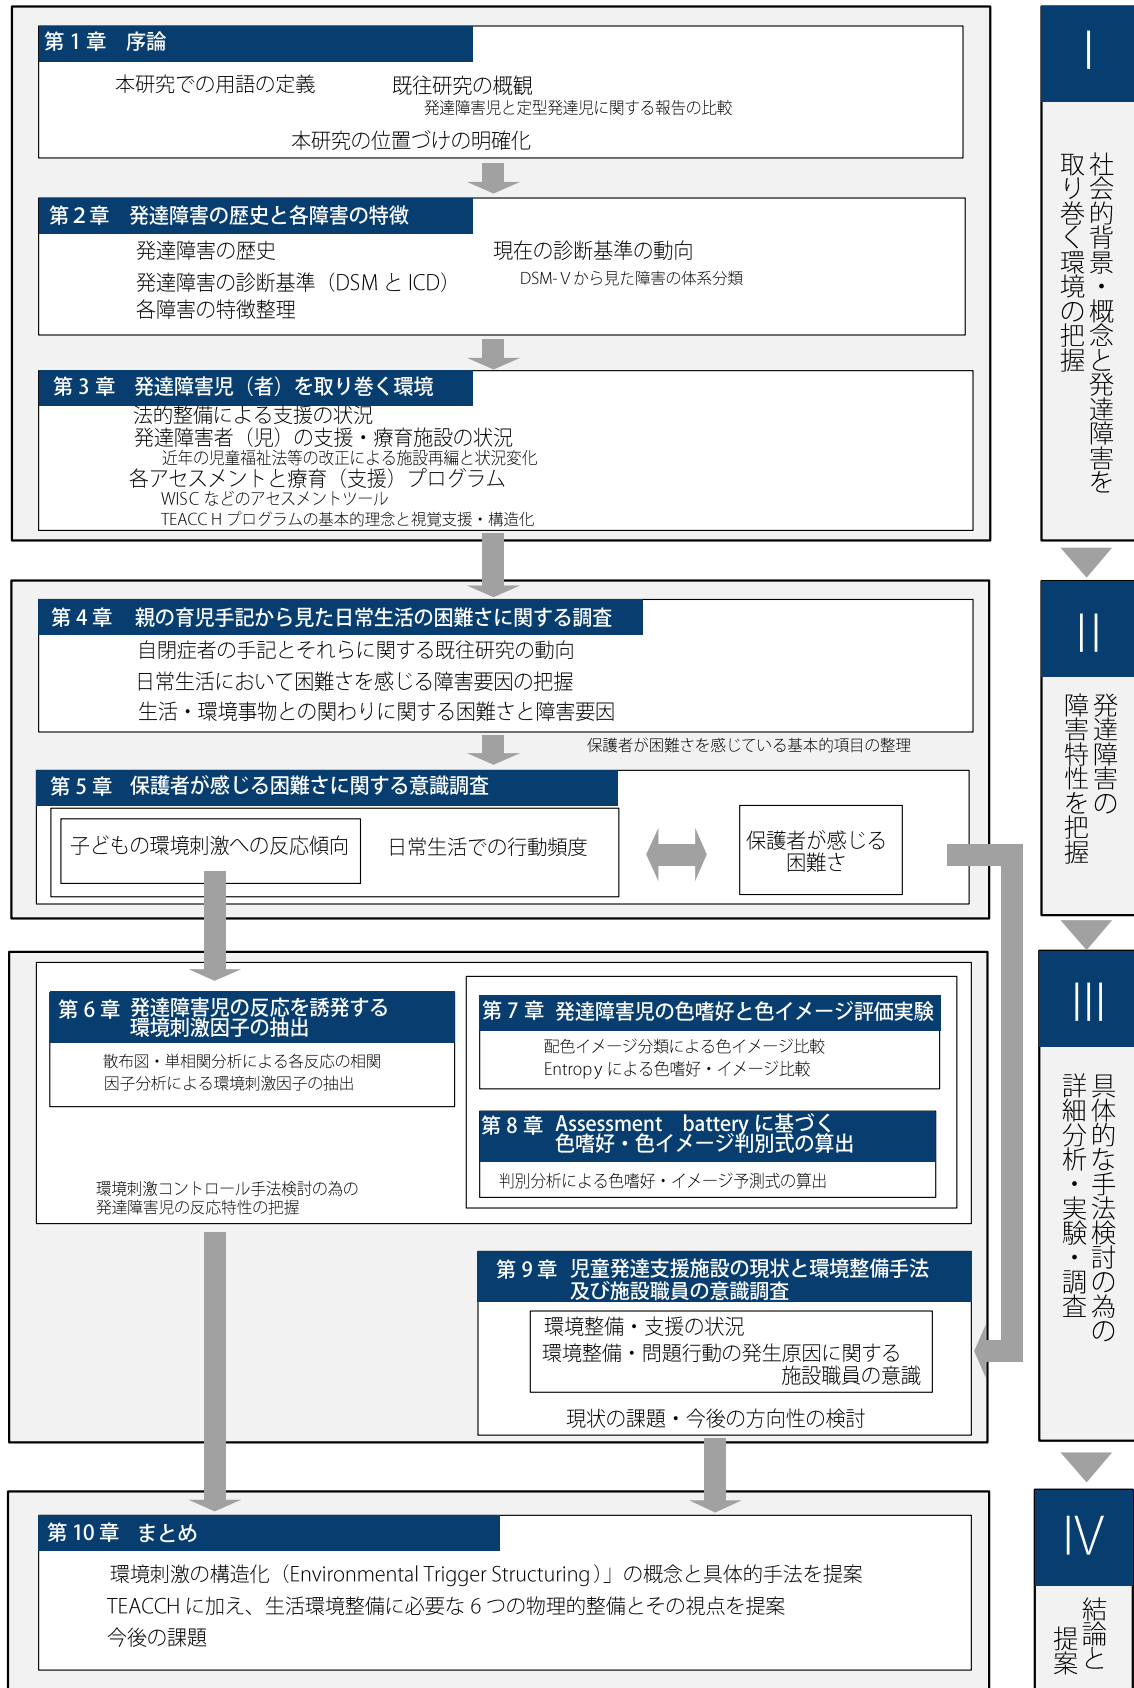 第1章 序論
本研究での用語の定義
既往研究の概観
発達障害児と定型発達児に関する報告の比較
本研究の位置づけの明確化
第2章 発達障害の歴史と各障害の特徴
発達障害の歴史
現在の診断基準の動向
発達障害の診断基準(DSMとICD)
DSM-Ⅴから見た障害の体系分類
各障害の特徴整理
第3章 発達障害児(者)を取り巻く環境
法的整備による支援の状況
発達障害者(児)の支援・療育施設の状況
近年の児童福祉法等の改正による施設再編と状況変化
各アセスメントと療育(支援)プログラム
WISCなどのアセスメントツール
TEACCHプログラムの基本的理念と視覚支援・構造化
Ⅰ
社会的背景・概念と発達障害を
取り巻く環境の把握
第4章 親の育児手記から見た日常生活の困難さに関する調査
自閉症者の手記とそれらに関する既往研究の動向
日常生活において困難さを感じる障害要因の把握
生活・環境事物との関わりに関する困難さと障害要因
保護者が困難さを感じている基本的項目の整理
第5章 保護者が感じる困難さに関する意識調査
子どもの環境刺激への反応傾向
日常生活での行動頻度
保護者が感じる
困難さ
Ⅱ
発達障害の
障害特性を把握
第6章 発達障害児の反応を誘発する
環境刺激因子の抽出
散布図・単相関分析による各反応の相関
因子分析による環境刺激因子の抽出
環境刺激コントロール手法検討の為の
発達障害児の反応特性の把握
第7章 発達障害児の色嗜好と色イメージ評価実験
配色イメージ分類による色イメージ比較
Entropyによる色嗜好・イメージ比較
第8章 Assessment batteryに基づく
色嗜好・色イメージ判別式の算出
判別分析による色嗜好・イメージ予測式の算出
第9章 児童発達支援施設の現状と環境整備手法
及び施設職員の意識調査
環境整備・支援の状況
環境整備・問題行動の発生原因に関する
施設職員の意識
現状の課題・今後の方向性の検討
Ⅲ
具体的な手法検討の為の
詳細分析・実験・調査
第10章 まとめ
環境刺激の構造化(Environmental Trigger Structuring)」の概念と具体的手法を提案
TEACCHに加え、生活環境整備に必要な6つの物理的整備とその視点を提案
今後の課題
Ⅳ
結論と
提案